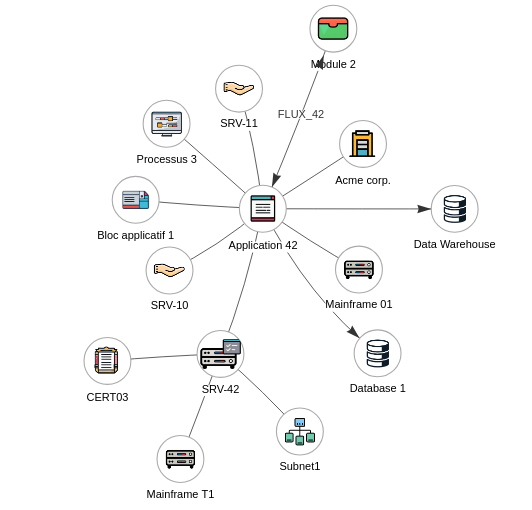 Module 2
FLUX_42
SRV-11
Processus 3
Acme corp.
Bloc applicatif 1
Application 42
Data Warehouse
SRV-10
Mainframe 01
CERT03
SRV-42
Database 1
Subnet1
Mainframe T1